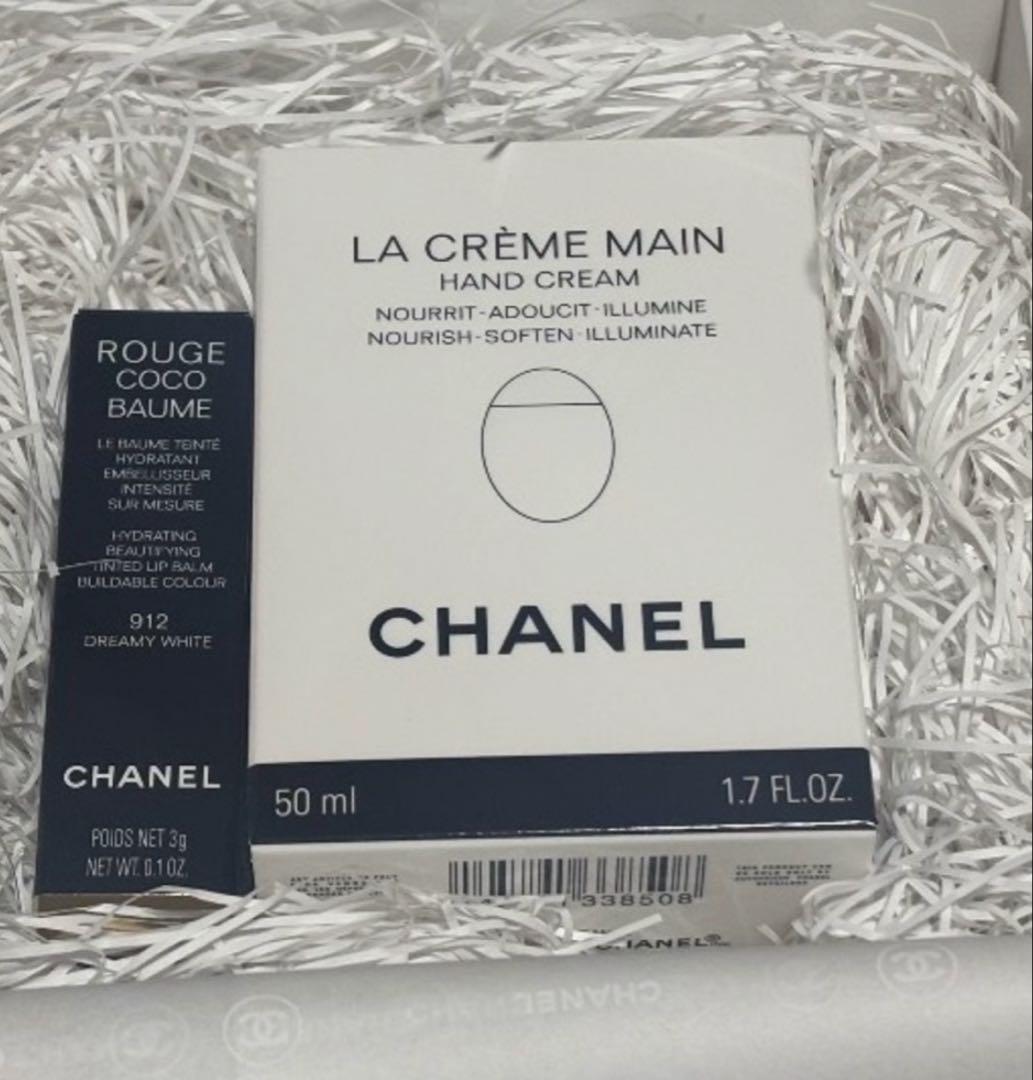 ROUGE
COCO
BAUME
LE BAUME TEINTÉ
HYDRATANT
EMBELLISSEUR
INTENSITÉ
SUR MESURE
HYDRATING
BEAUTIFYING
TINTED LIP BALM
BUILDABLE COLOUR
912
DREAMY WHITE
CHANEL
POIDS NET 3g
NET WT. 0.1 OZ.
LA CRÈME MAIN
HAND CREAM
NOURRIT-ADOUCIT-ILLUMINE
NOURISH-SOFTEN-ILLUMINATE
CHANEL
50 ml
1.7 FL.OZ.
338508
CHANEL®
CHANEL